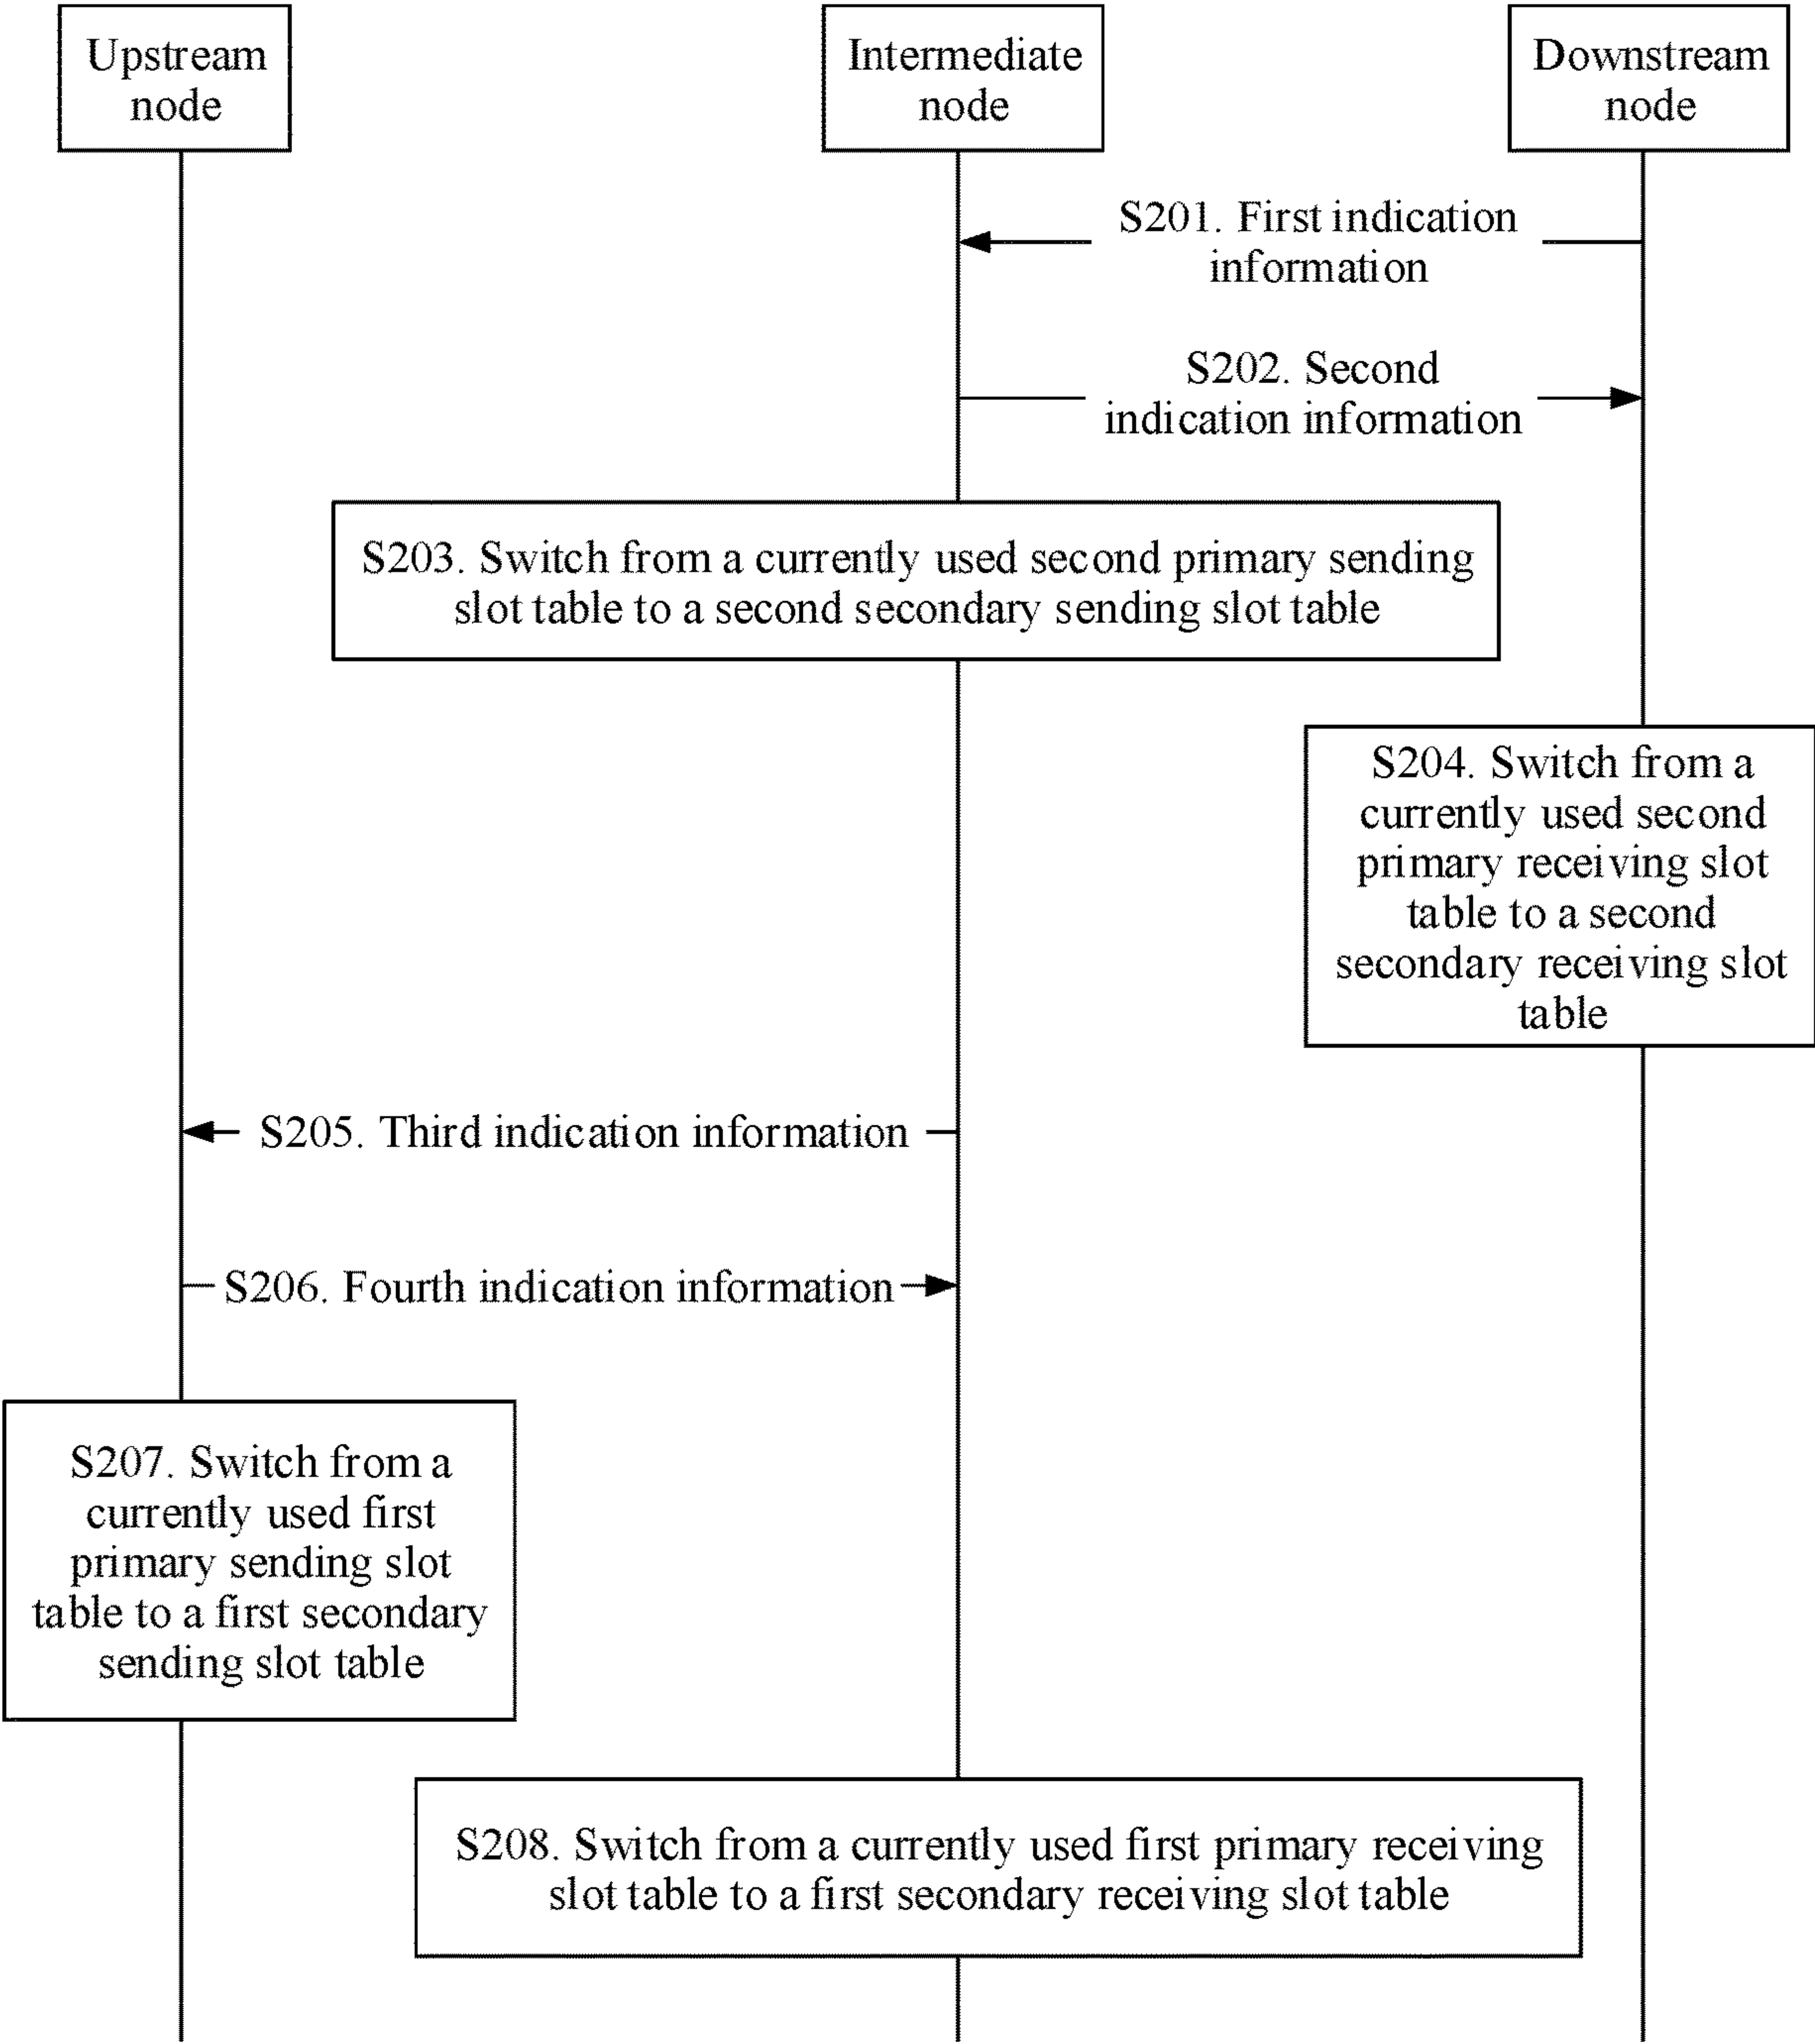 Upstream
node
Intermediate
node
Downstream
node
S201. First indication
information
S202. Second
indication information
S203. Switch from a currently used second primary sending
slot table to a second secondary sending slot table
S204. Switch from a
currently used second
primary receiving slot
table to a second
secondary receiving slot
table
S205. Third indication information
S206. Fourth indication information
S207. Switch from a
currently used first
primary sending slot
table to a first secondary
sending slot table
S208. Switch from a currently used first primary receiving
slot table to a first secondary receiving slot table